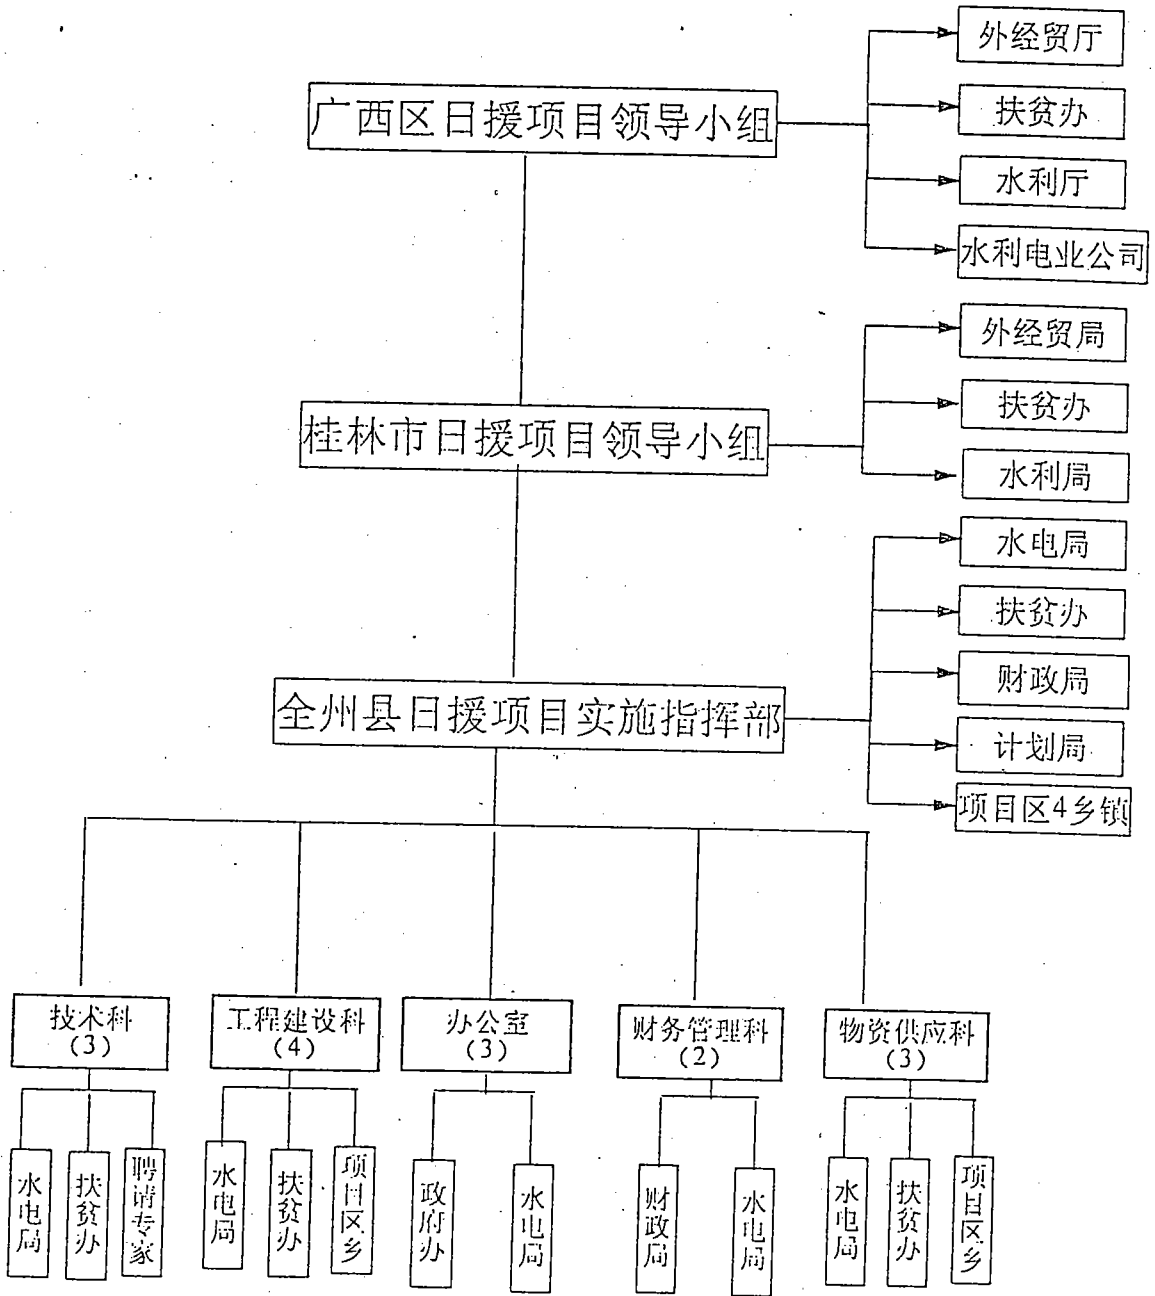 外经贸厅
广西区日援项目领导小组
扶贫办
水利厅
水利电业公司
外经贸局
扶贫办
桂林市日援项目领导小组
水利局
水电局
扶贫办
财政局
全州县日援项目实施指挥部
计划局
项目区4乡镇
技术科
(3)
工程建设科
(4)
办公室
(3)
财务管理科
(2)
物资供应科
(3)
水电局
扶贫办
聘请专家
水电局
扶贫办
项目区乡
政府办
水电局
财政局
水电局
水电局
扶贫办
项目区乡